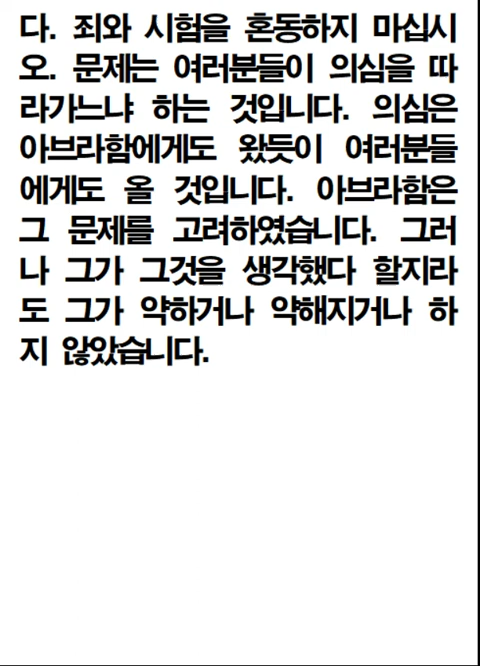 다. 죄와 시험을 혼동하지 마십시
오. 문제는 여러분들이 의심을 따
라가느냐 하는 것입니다. 의심은
아브라함에게도 왔듯이 여러분들
에게도 올 것입니다. 아브라함은
그 문제를 고려하였습니다. 그러
나 그가 그것을 생각했다 할지라
도 그가 약하거나 약해지거나 하
지 않았습니다.